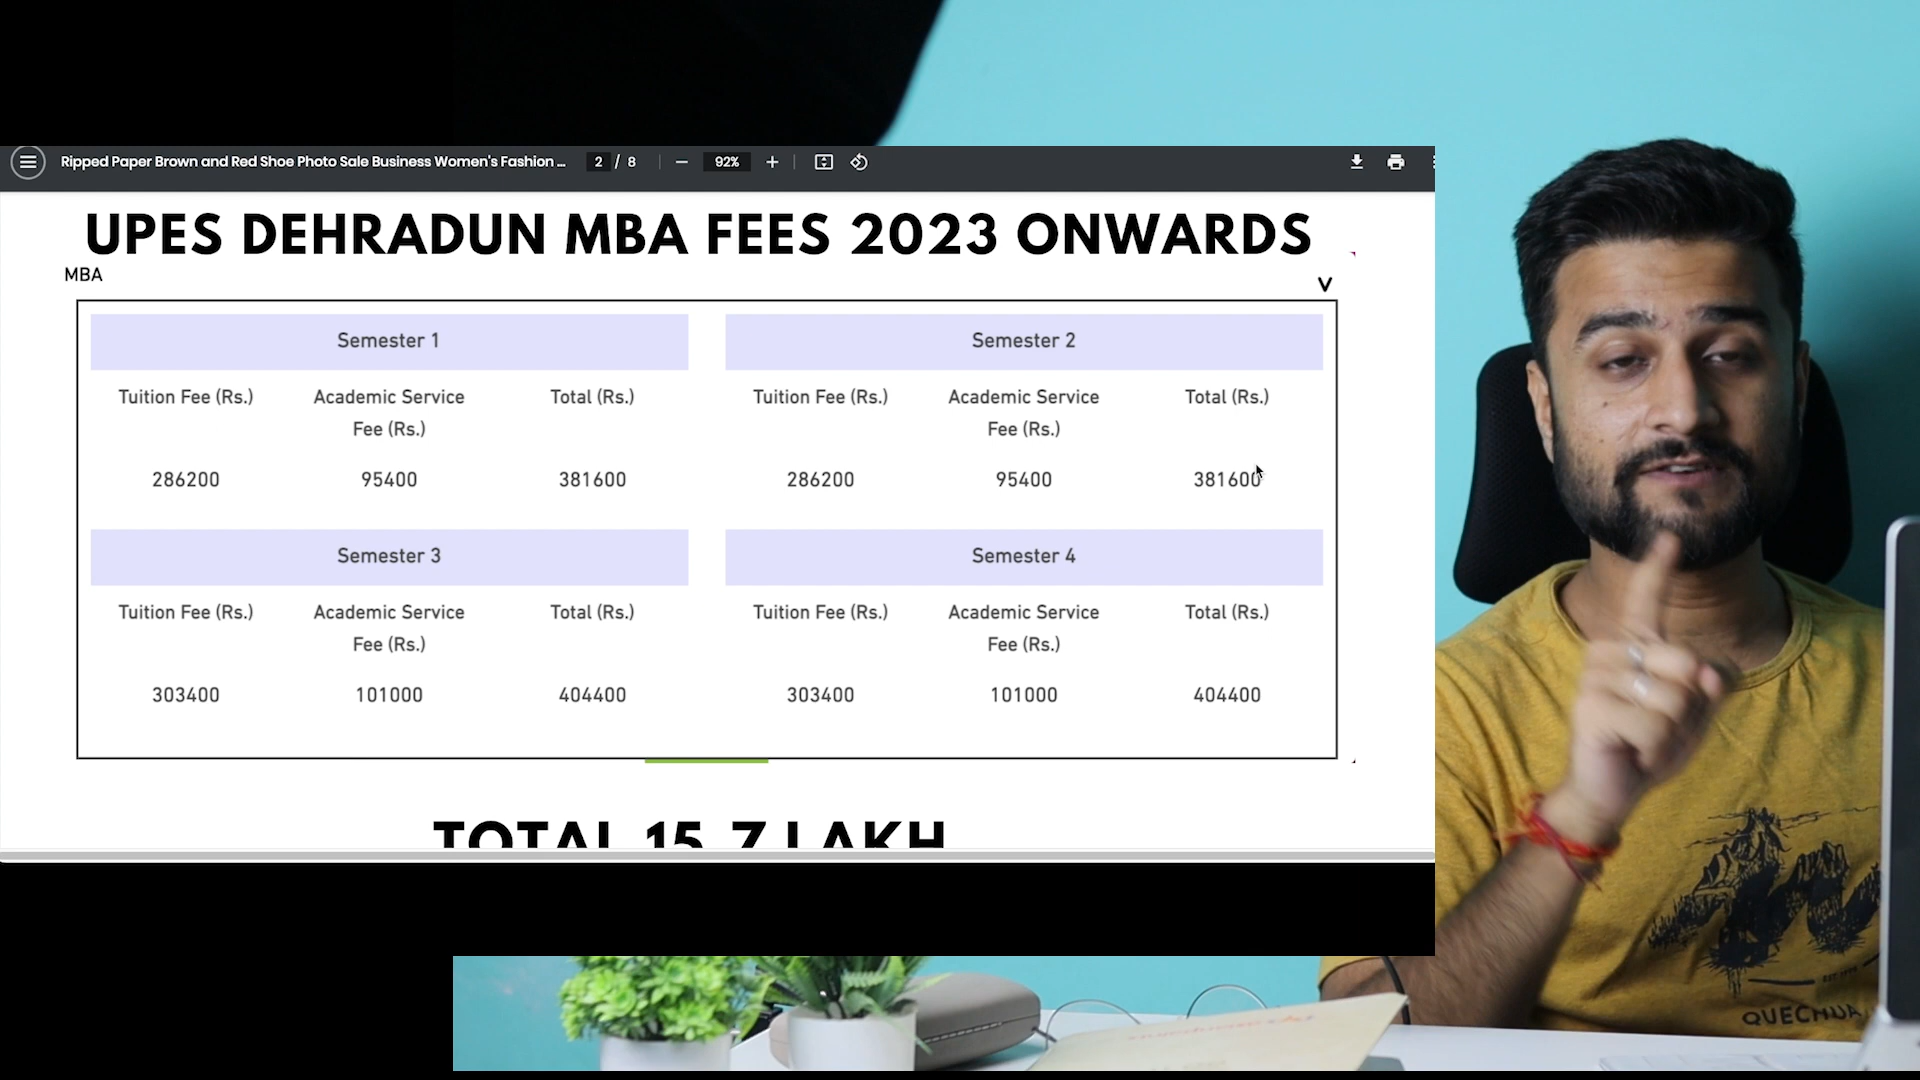 Ripped Paper Brown and Red Shoe Photo Sale Business Women's Fashion ... 2 / 8 92%
UPES DEHRADUN MBA FEES 2023 ONWARDS
MBA
Semester 1 Semester 2
Tuition Fee (Rs.) Academic Service Fee (Rs.) Total (Rs.) Tuition Fee (Rs.) Academic Service Fee (Rs.) Total (Rs.)
286200 95400 381600 286200 95400 381600
Semester 3 Semester 4
Tuition Fee (Rs.) Academic Service Fee (Rs.) Total (Rs.) Tuition Fee (Rs.) Academic Service Fee (Rs.) Total (Rs.)
303400 101000 404400 303400 101000 404400
TOTAL 15.7 LAKH
QUECHUA